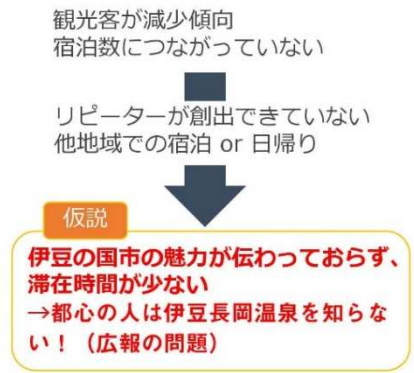 観光客が減少傾向
宿泊数につながっていない
リピーターが創出できていない
他地域での宿泊 or 日帰り
仮説
伊豆の国市の魅力が伝わっておらず、
滞在時間が少ない
→都心の人は伊豆長岡温泉を知らな
い！（広報の問題）